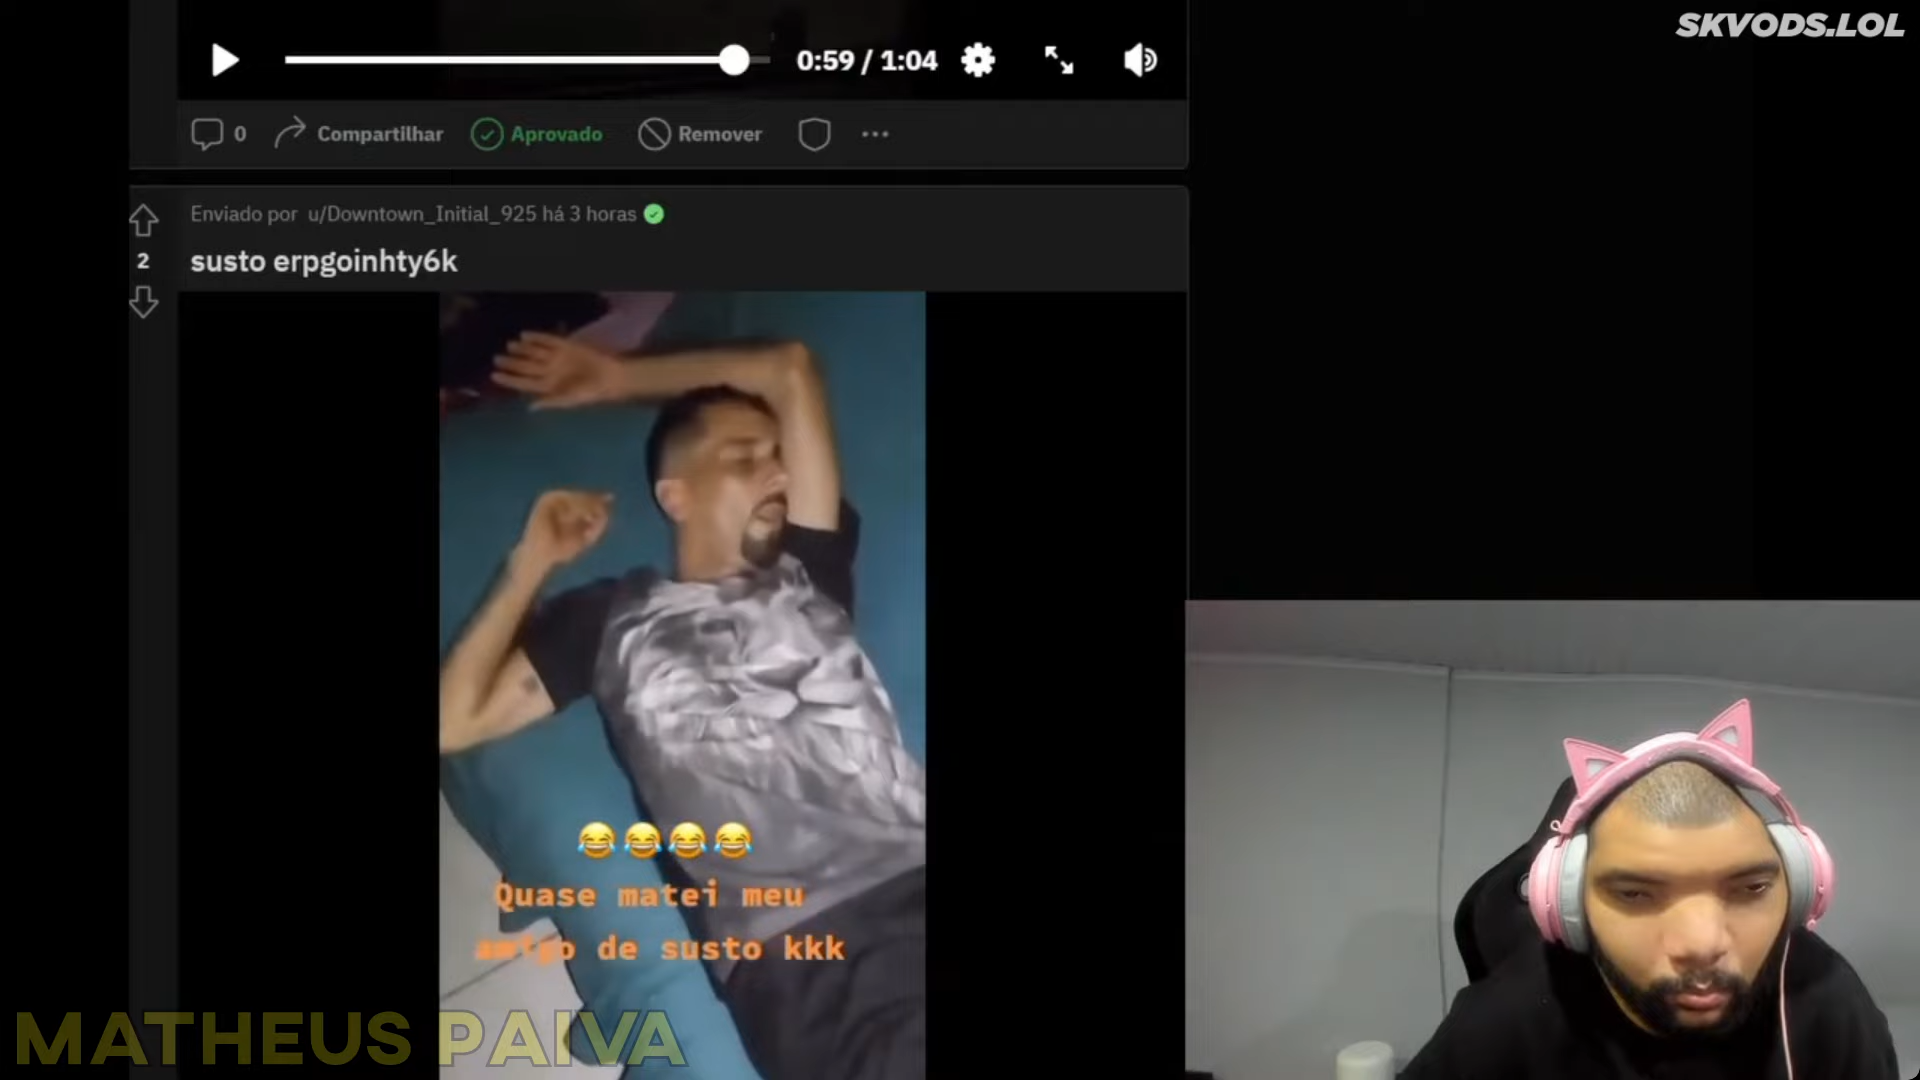 SKVODS.LOL
0:59 / 1:04
0 Compartilhar Aprovado Remover
Enviado por u/Downtown_Initial_925 há 3 horas
2
susto erpgoinhty6k
Quase matei meu
amigo de susto kkk
MATHEUS PAIVA